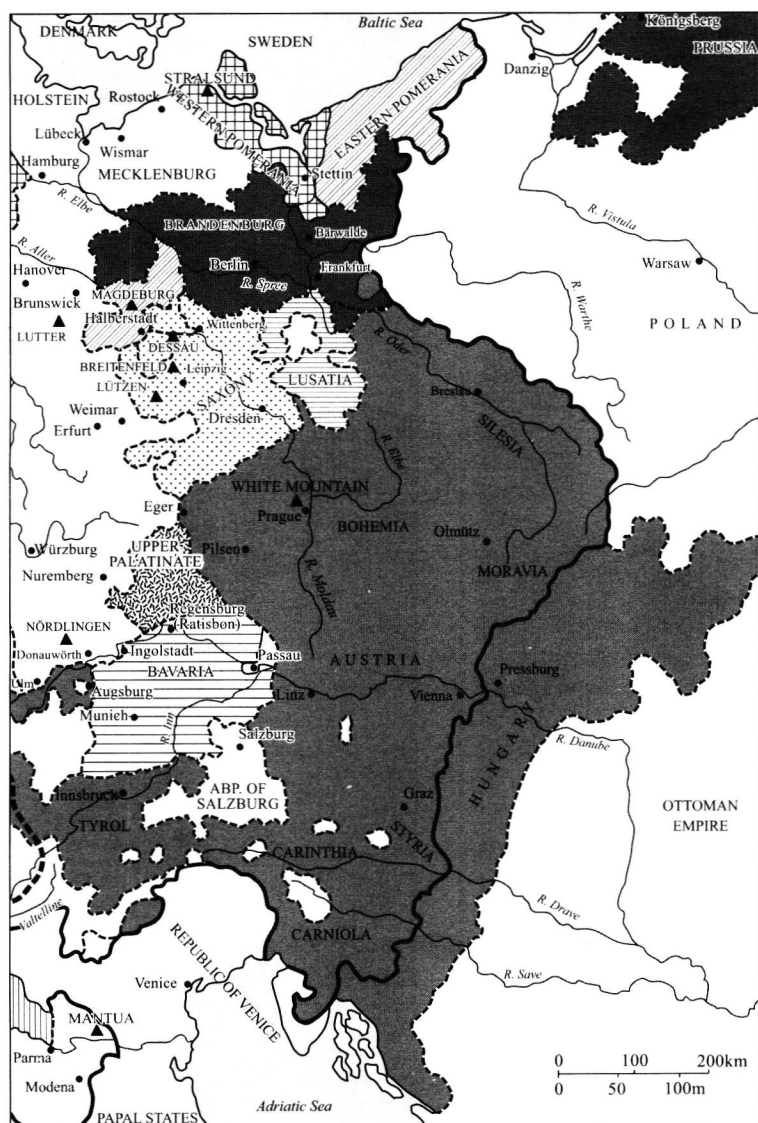 Baltic Sea
Königsberg
DENMARK
SWEDEN
PRUSSIA
Danzig
STRALSUND
HOLSTEIN
Rostock
WESTERN POMERANIA
EASTERN POMERANIA
Lübeck
Wismar
Hamburg
MECKLENBURG
Stettin
R. Elbe
R. Vistula
BRANDENBURG
Bärwalde
R. Aller
Berlin
Frankfurt
Warsaw
Hanover
R. Spree
R. Warthe
Brunswick
MAGDEBURG
Halberstadt
Wittenberg
POLAND
LUTTER
DESSAU
R. Oder
BREITENFELD
Leipzig
LUSATIA
LÜTZEN
SAXONY
Breslau
Weimar
Dresden
SILESIA
Erfurt
R. Elbe
WHITE MOUNTAIN
Eger
Prague
BOHEMIA
Olmütz
Würzburg
UPPER
PALATINATE
Pilsen
MORAVIA
Nuremberg
R. Moldau
Regensburg
(Ratisbon)
NÖRDLINGEN
Donauwörth
Ingolstadt
Passau
AUSTRIA
BAVARIA
Pressburg
Ulm
Augsburg
Linz
Vienna
Munich
R. Inn
Salzburg
R. Danube
HUNGARY
Innsbruck
ABP. OF
SALZBURG
Graz
OTTOMAN
EMPIRE
TYROL
STYRIA
CARINTHIA
Valtelline
R. Drave
CARNIOLA
REPUBLIC OF VENICE
R. Save
Venice
MANTUA
Parma
0 100 200km
Modena
0 50 100m
Adriatic Sea
PAPAL STATES